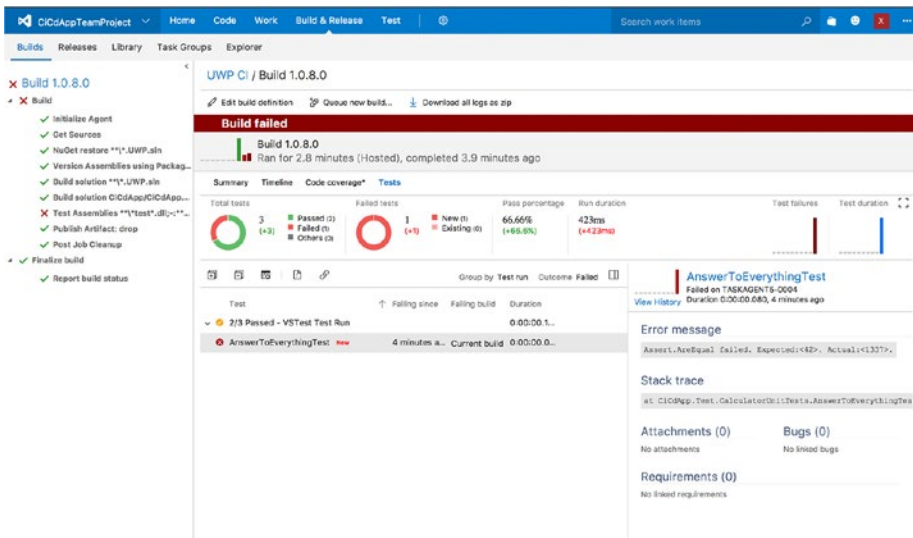 CiCdAppTeamProject Home Code Work Build & Release Test Search work items X
Builds Releases Library Task Groups Explorer
Build 1.0.8.0
Build
Initialize Agent
Get Sources
NuGet restore **\*.UWP.sln
Version Assemblies using Packag...
Build solution **\*.UWP.sln
Build solution CiCdApp/CiCdApp....
Test Assemblies **\*test*.dll;-:**...
Publish Artifact: drop
Post Job Cleanup
Finalize build
Report build status
UWP CI / Build 1.0.8.0
Edit build definition Queue new build... Download all logs as zip
Build failed
Build 1.0.8.0
Ran for 2.8 minutes (Hosted), completed 3.9 minutes ago
Summary Timeline Code coverage* Tests
Total tests Failed tests Pass percentage Run duration Test failures Test duration
3 Passed (2) 1 New (1) 66.66% 423ms
(+3) Failed (1) (+1) Existing (0) (+66.6%) (+423ms)
Others (0)
Group by Test run Outcome Failed
Test Failing since Failing build Duration
2/3 Passed - VSTest Test Run 0:00:00.1...
AnswerToEverythingTest New 4 minutes a... Current build 0:00:00.0...
AnswerToEverythingTest
Failed on TASKAGENT5-0004
View History Duration 0:00:00.080, 4 minutes ago
Error message
Assert.AreEqual failed. Expected:<42>. Actual:<1337>.
Stack trace
at CiCdApp.Test.CalculatorUnitTests.AnswerToEverythingTes
Attachments (0) Bugs (0)
No attachments No linked bugs
Requirements (0)
No linked requirements